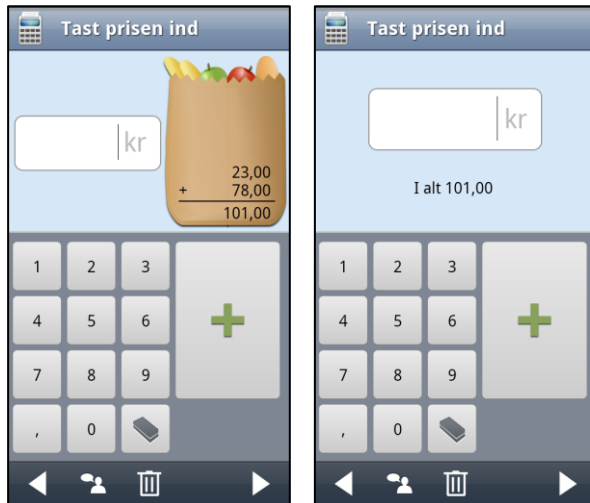 Tast prisen ind
kr
23,00
+ 78,00
101,00
1 2 3
4 5 6
7 8 9
, 0
Tast prisen ind
kr
I alt 101,00
1 2 3
4 5 6
7 8 9
, 0